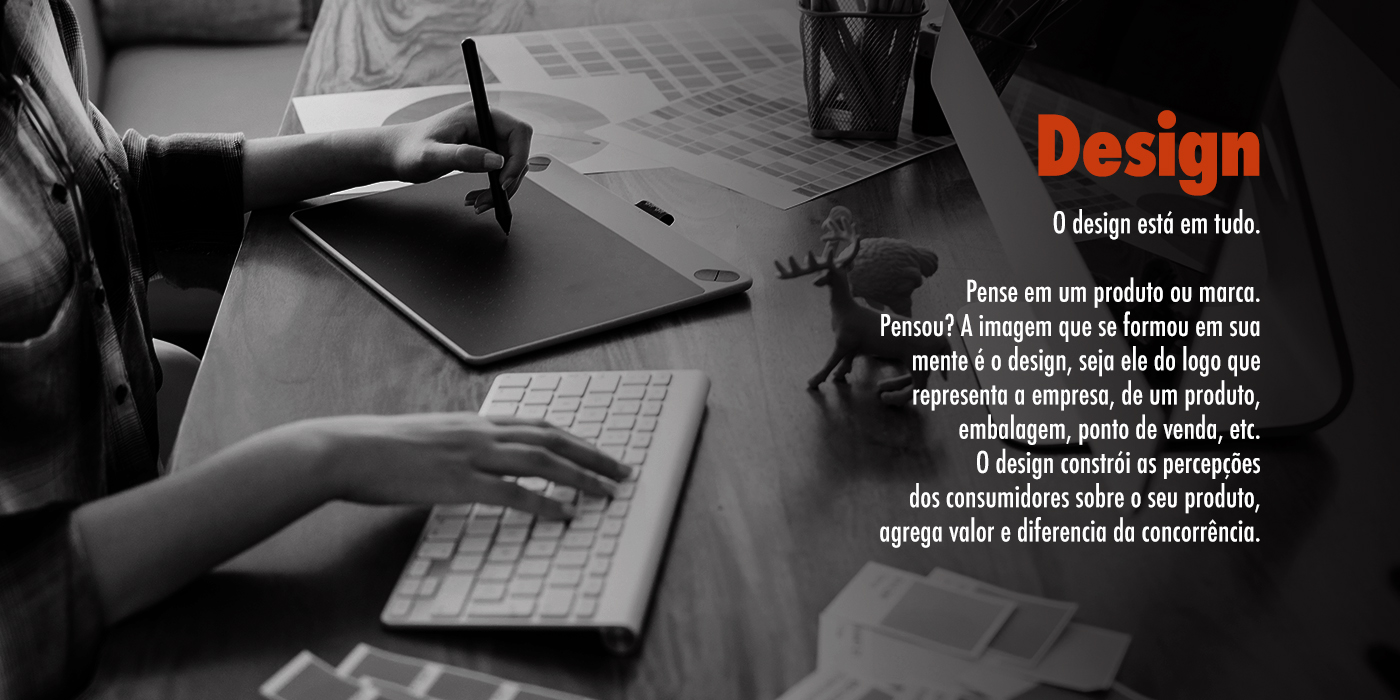 Design
O design está em tudo.
Pense em um produto ou marca.
Pensou? A imagem que se formou em sua
mente é o design, seja ele do logo que
representa a empresa, de um produto,
embalagem, ponto de venda, etc.
O design constrói as percepções
dos consumidores sobre o seu produto,
agrega valor e diferencia da concorrência.